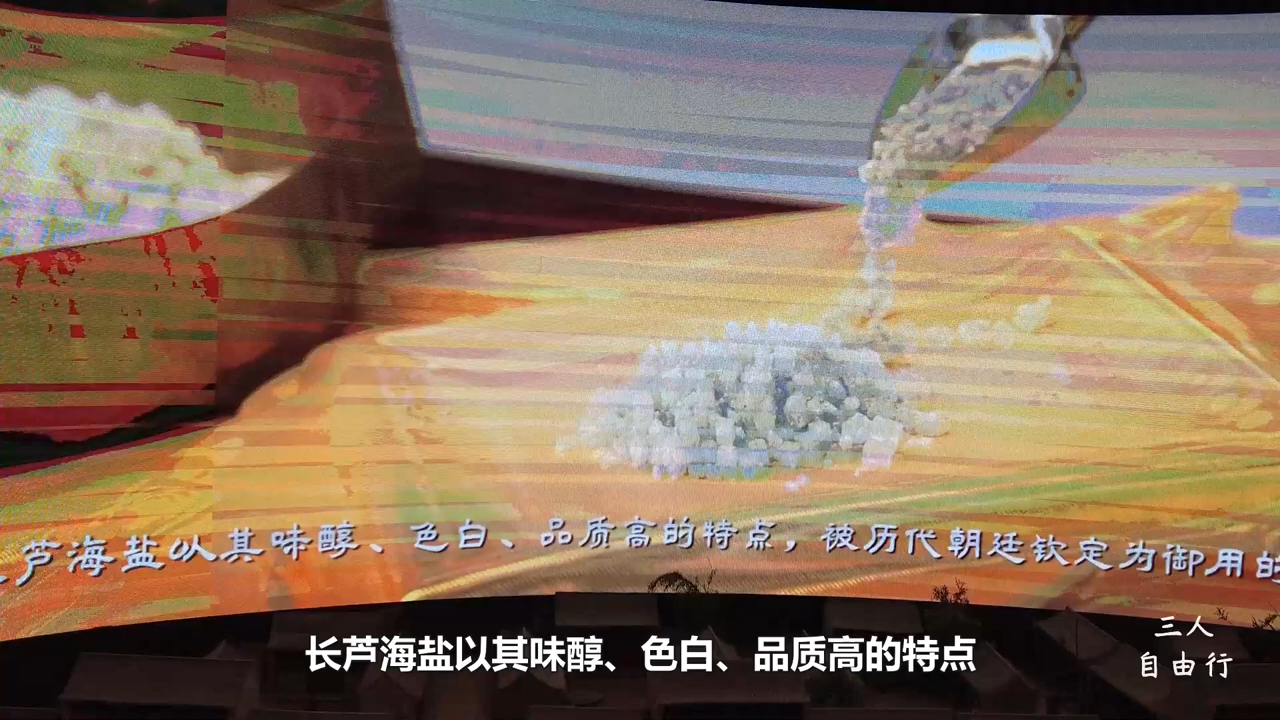 芦海盐以其味醇、色白、品质高的特点，被历代朝廷钦定为御用的
长芦海盐以其味醇、色白、品质高的特点
三人
自由行